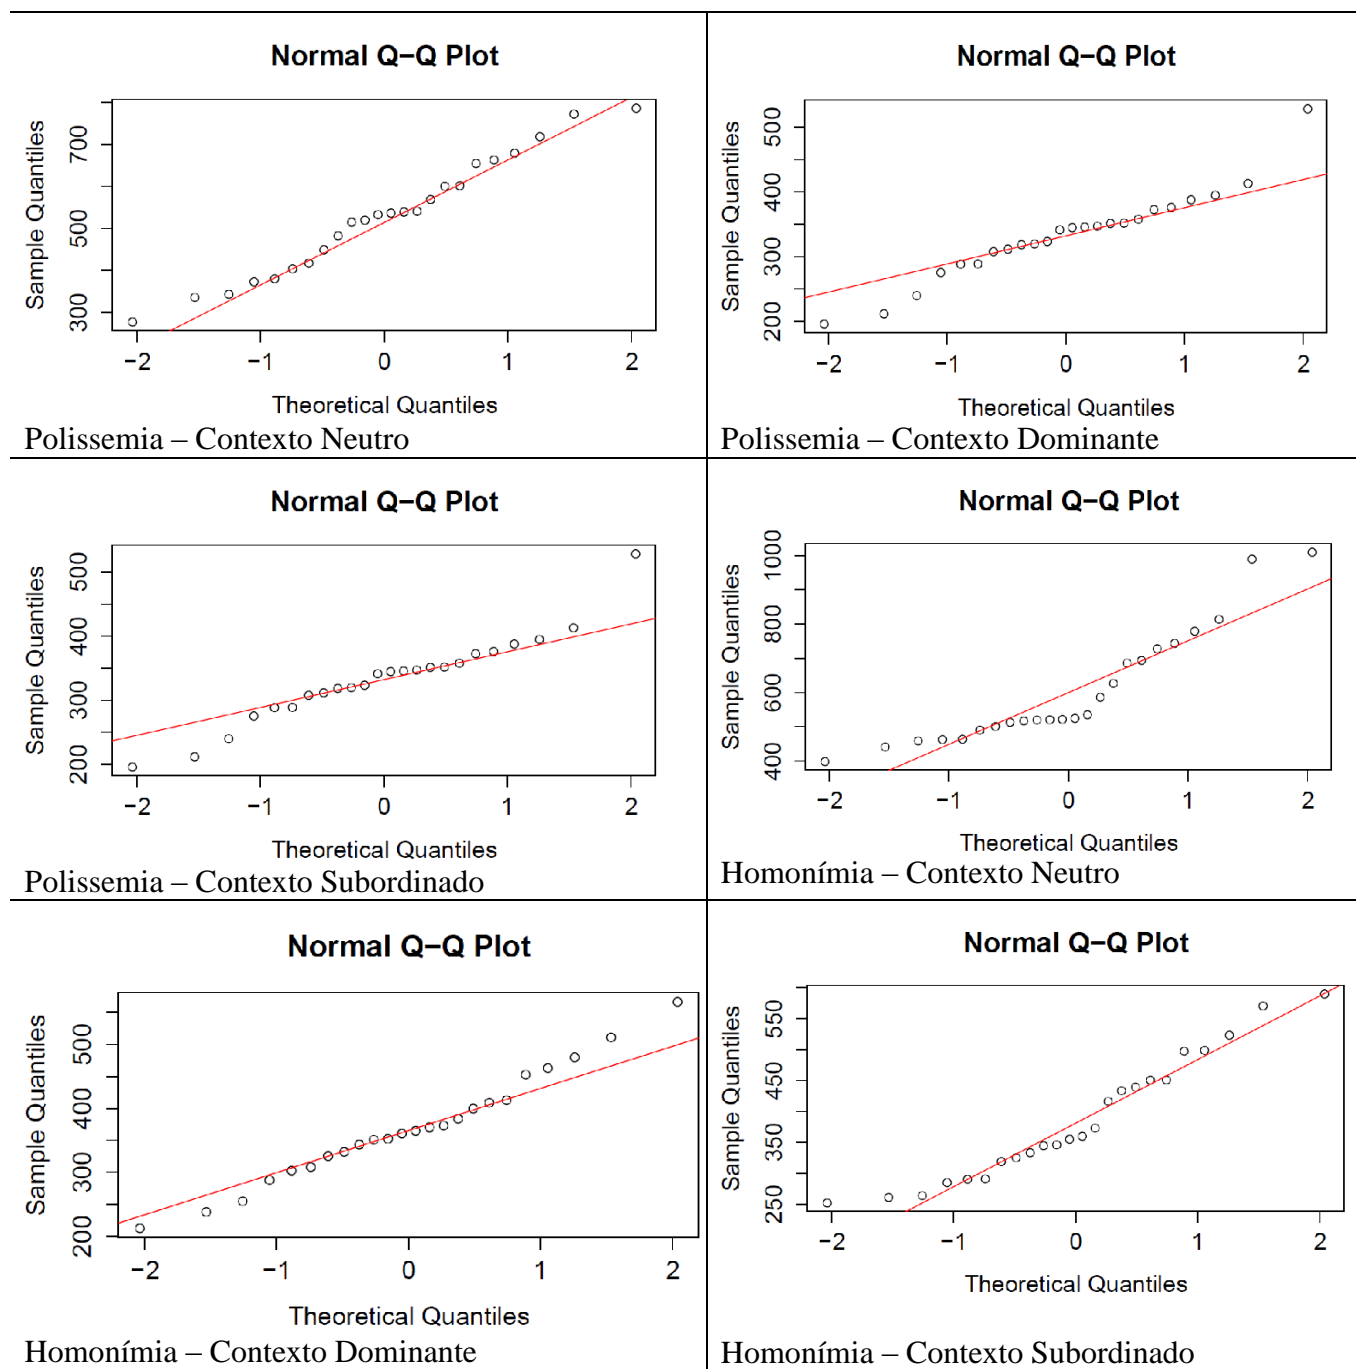 Normal Q−Q Plot
Sample Quantiles
300 500 700
−2 −1 0 1 2
Theoretical Quantiles
Polissemia – Contexto Neutro
Normal Q−Q Plot
Sample Quantiles
200 300 400 500
−2 −1 0 1 2
Theoretical Quantiles
Polissemia – Contexto Dominante
Normal Q−Q Plot
Sample Quantiles
200 300 400 500
−2 −1 0 1 2
Theoretical Quantiles
Polissemia – Contexto Subordinado
Normal Q−Q Plot
Sample Quantiles
400 600 800 1000
−2 −1 0 1 2
Theoretical Quantiles
Homonímia – Contexto Neutro
Normal Q−Q Plot
Sample Quantiles
200 300 400 500
−2 −1 0 1 2
Theoretical Quantiles
Homonímia – Contexto Dominante
Normal Q−Q Plot
Sample Quantiles
250 350 450 550
−2 −1 0 1 2
Theoretical Quantiles
Homonímia – Contexto Subordinado